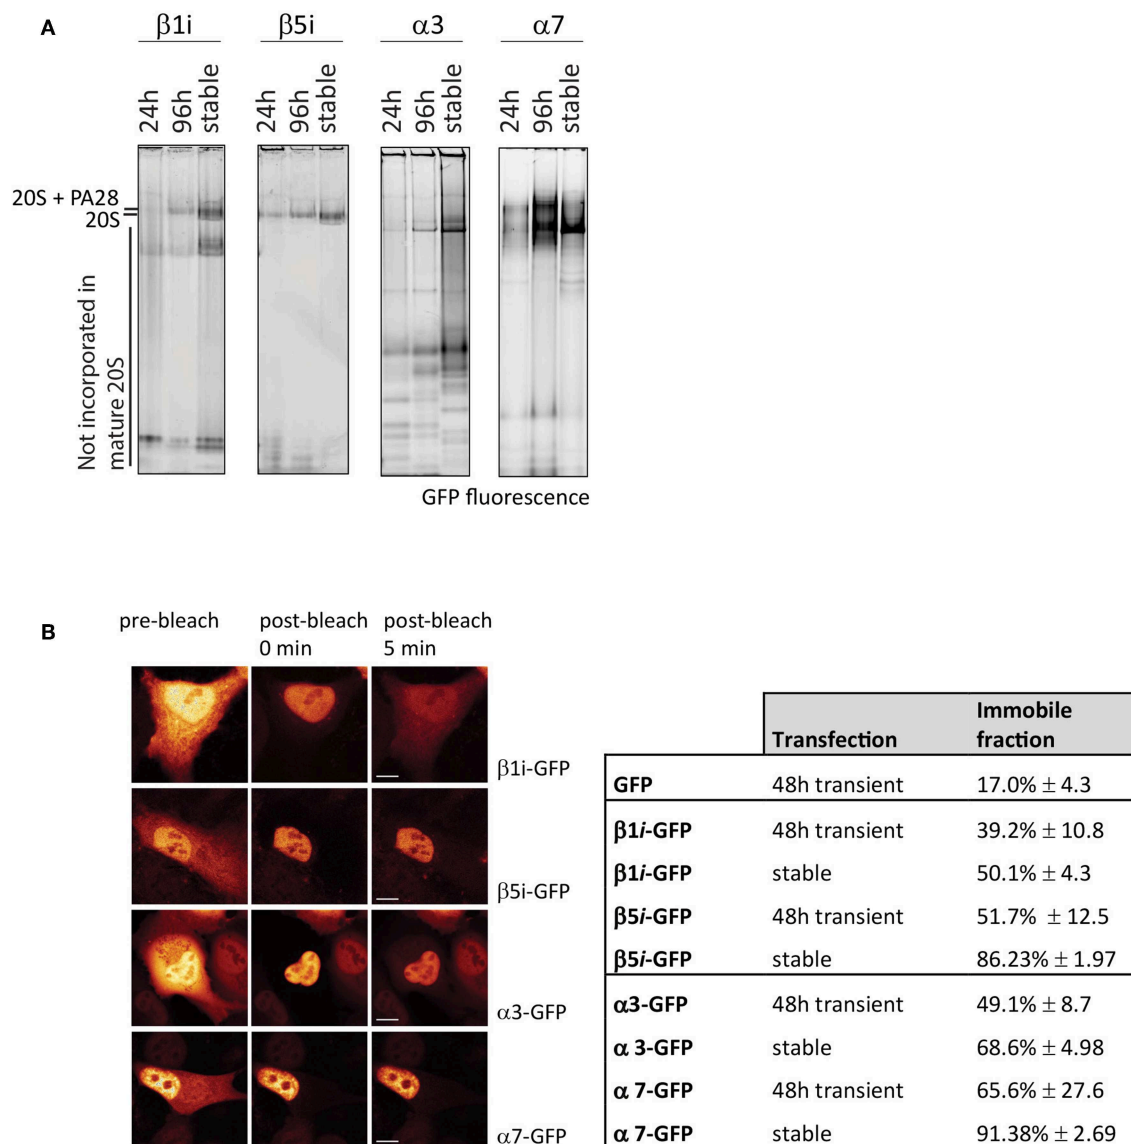 A
β1i β5i α3 α7
24h 96h stable 24h 96h stable 24h 96h stable 24h 96h stable
20S + PA28
20S
Not incorporated in
mature 20S
GFP fluorescence
B
pre-bleach post-bleach post-bleach
0 min 5 min
β1i-GFP
β5i-GFP
α3-GFP
α7-GFP
Immobile
Transfection fraction
GFP 48h transient 17.0% ± 4.3
β1i-GFP 48h transient 39.2% ± 10.8
β1i-GFP stable 50.1% ± 4.3
β5i-GFP 48h transient 51.7% ± 12.5
β5i-GFP stable 86.23% ± 1.97
α3-GFP 48h transient 49.1% ± 8.7
α 3-GFP stable 68.6% ± 4.98
α 7-GFP 48h transient 65.6% ± 27.6
α 7-GFP stable 91.38% ± 2.69